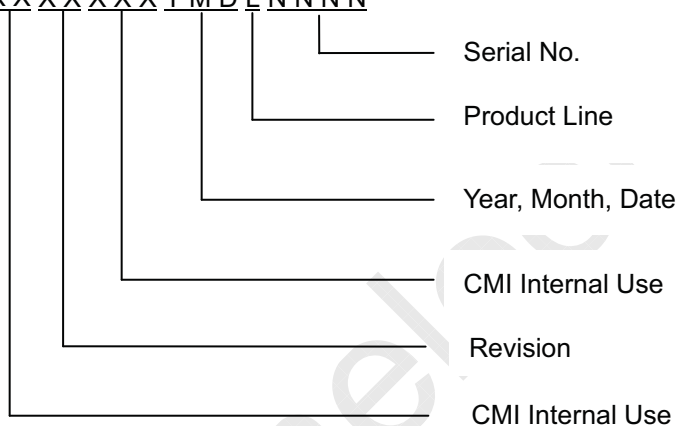 X X X X X X X Y M D L N N N N
Serial No.
Product Line
Year, Month, Date
CMI Internal Use
Revision
CMI Internal Use